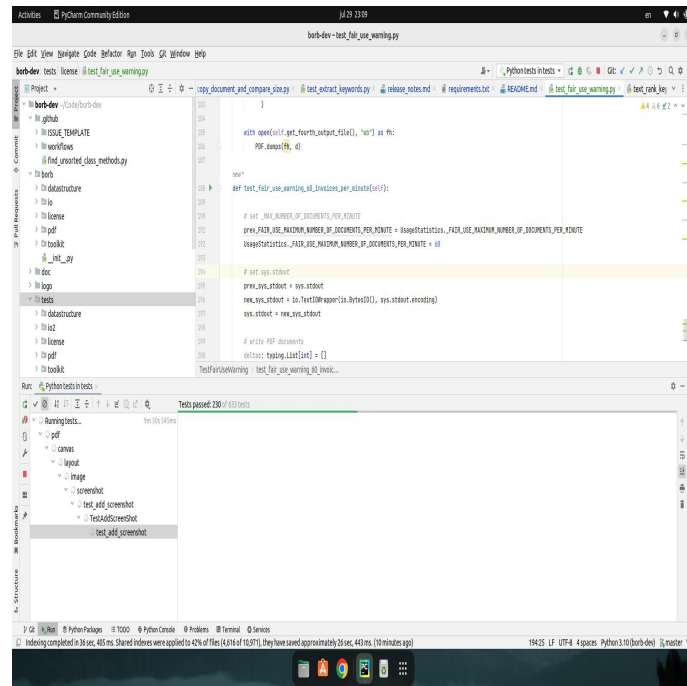 Activities PyCharm Community Edition
jul 29 23:09
en
borb-dev – test_fair_use_warning.py
File Edit View Navigate Code Refactor Run Tools Git Window Help
borb-dev tests license test_fair_use_warning.py
Python tests in tests
Git:
Project
copy_document_and_compare_size.py
test_extract_keywords.py
release_notes.md
requirements.txt
README.md
test_fair_use_warning.py
text_rank_key
Project
Commit
Pull Requests
borb-dev ~/Code/borb-dev
.github
ISSUE_TEMPLATE
workflows
find_unsorted_class_methods.py
borb
datastructure
io
license
pdf
toolkit
__init__.py
doc
logo
tests
datastructure
io2
license
pdf
toolkit
4 6 2
}
with open(self.get_fourth_output_file(), "wb") as fh:
PDF.dumps(fh, d)
new *
def test_fair_use_warning_60_invoices_per_minute(self):
# set _MAX_NUMBER_OF_DOCUMENTS_PER_MINUTE
prev_FAIR_USE_MAXIMUM_NUMBER_OF_DOCUMENTS_PER_MINUTE = UsageStatistics._FAIR_USE_MAXIMUM_NUMBER_OF_DOCUMENTS_PER_MINUTE
UsageStatistics._FAIR_USE_MAXIMUM_NUMBER_OF_DOCUMENTS_PER_MINUTE = 60
# set sys.stdout
prev_sys_stdout = sys.stdout
new_sys_stdout = io.TextIOWrapper(io.BytesIO(), sys.stdout.encoding)
sys.stdout = new_sys_stdout
# write PDF documents
deltas: typing.List[int] = []
TestFairUseWarning test_fair_use_warning_60_invoic...
Run: Python tests in tests
Tests passed: 230 of 633 tests
Running tests... 9m 50s 545ms
pdf
canvas
layout
image
screenshot
test_add_screenshot
TestAddScreenShot
test_add_screenshot
Bookmarks
Structure
Git Run Python Packages TODO Python Console Problems Terminal Services
Indexing completed in 36 sec, 405 ms. Shared indexes were applied to 42% of files (4,616 of 10,971), they have saved approximately 26 sec, 443 ms. (10 minutes ago)
194:25 LF UTF-8 4 spaces Python 3.10 (borb-dev) master